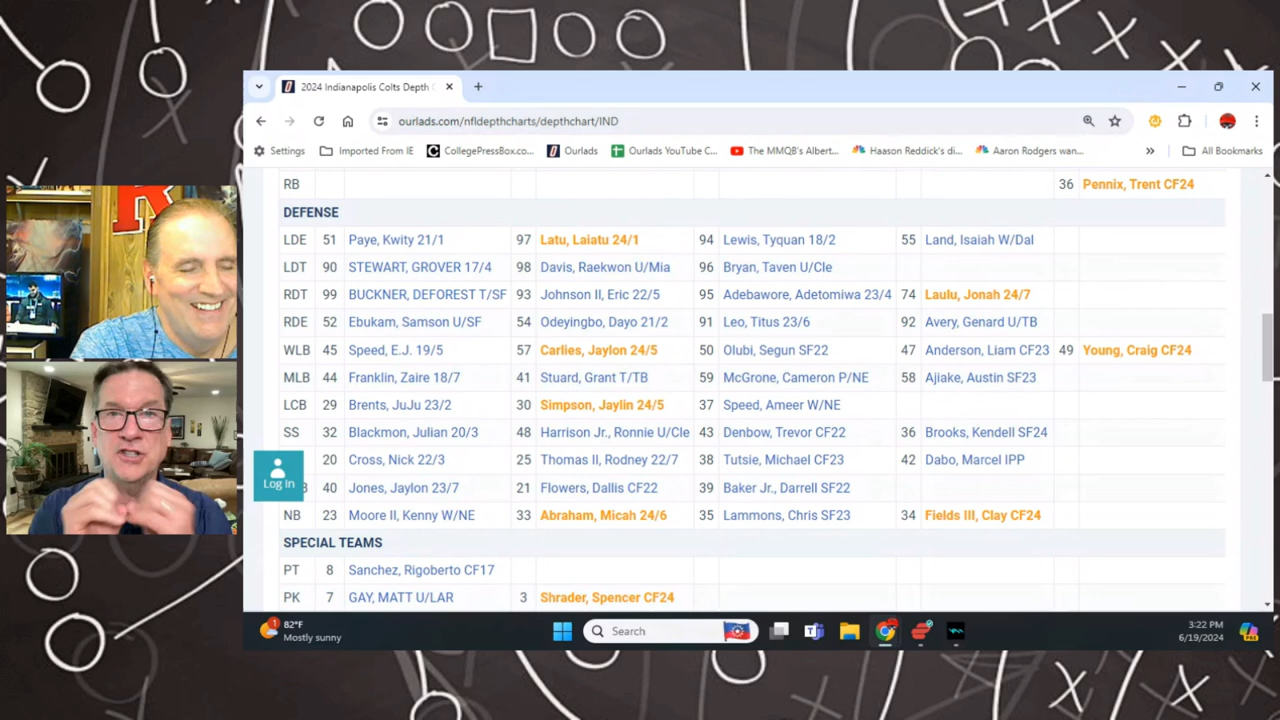 2024 Indianapolis Colts Depth C
ourlads.com/nfldepthcharts/depthchart/IND
Settings Imported From IE CollegePressBox.co... Ourlads Ourlads YouTube C... The MMQB's Albert... Haason Reddick's di... Aaron Rodgers wan... » All Bookmarks
RB 36 Pennix, Trent CF24
DEFENSE
LDE 51 Paye, Kwity 21/1 97 Latu, Laiatu 24/1 94 Lewis, Tyquan 18/2 55 Land, Isaiah W/Dal
LDT 90 STEWART, GROVER 17/4 98 Davis, Raekwon U/Mia 96 Bryan, Taven U/Cle
RDT 99 BUCKNER, DEFOREST T/SF 93 Johnson II, Eric 22/5 95 Adebawore, Adetomiwa 23/4 74 Laulu, Jonah 24/7
RDE 52 Ebukam, Samson U/SF 54 Odeyingbo, Dayo 21/2 91 Leo, Titus 23/6 92 Avery, Genard U/TB
WLB 45 Speed, E.J. 19/5 57 Carlies, Jaylon 24/5 50 Olubi, Segun SF22 47 Anderson, Liam CF23 49 Young, Craig CF24
MLB 44 Franklin, Zaire 18/7 41 Stuard, Grant T/TB 59 McGrone, Cameron P/NE 58 Ajiake, Austin SF23
LCB 29 Brents, JuJu 23/2 30 Simpson, Jaylin 24/5 37 Speed, Ameer W/NE
SS 32 Blackmon, Julian 20/3 48 Harrison Jr., Ronnie U/Cle 43 Denbow, Trevor CF22 36 Brooks, Kendell SF24
20 Cross, Nick 22/3 25 Thomas II, Rodney 22/7 38 Tutsie, Michael CF23 42 Dabo, Marcel IPP
Log In
40 Jones, Jaylon 23/7 21 Flowers, Dallis CF22 39 Baker Jr., Darrell SF22
NB 23 Moore II, Kenny W/NE 33 Abraham, Micah 24/6 35 Lammons, Chris SF23 34 Fields III, Clay CF24
SPECIAL TEAMS
PT 8 Sanchez, Rigoberto CF17
PK 7 GAY, MATT U/LAR 3 Shrader, Spencer CF24
1 82°F
Mostly sunny
Search
3:22 PM
6/19/2024
R